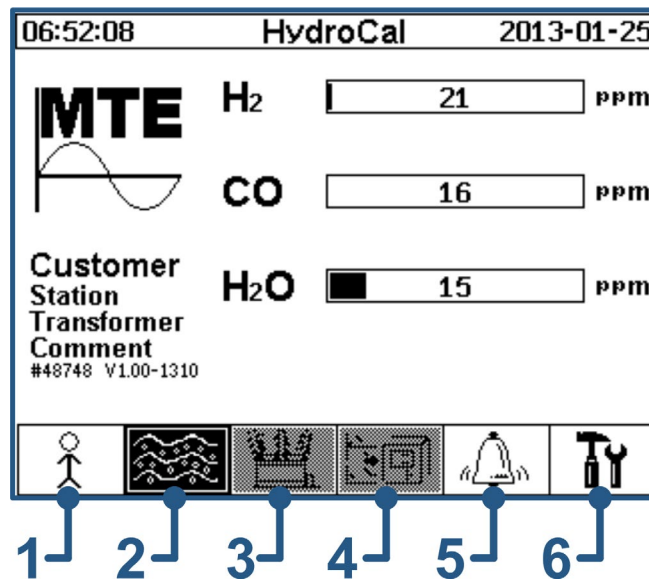 06:52:08 HydroCal 2013-01-25
MTE
H₂ 21 ppm
CO 16 ppm
H₂O 15 ppm
Customer
Station
Transformer
Comment
#48748 V1.00-1310
1 2 3 4 5 6